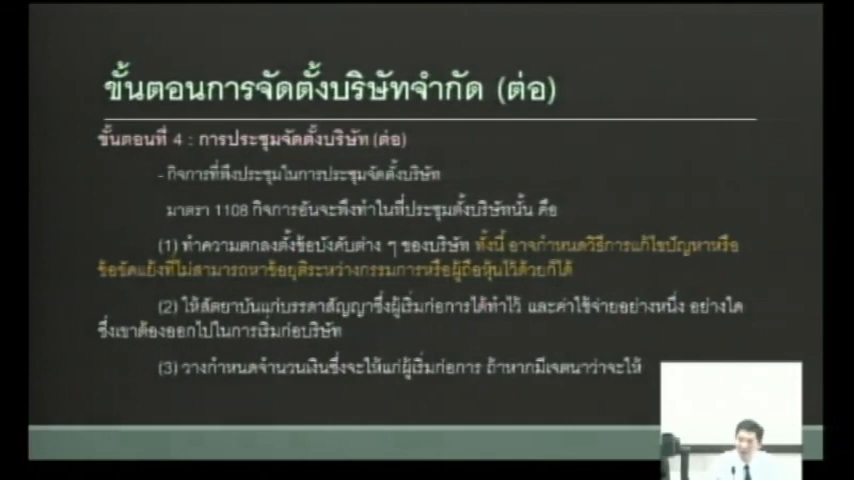 ขั้นตอนการจัดตั้งบริษัทจำกัด (ต่อ)
ขั้นตอนที่ 4 : การประชุมจัดตั้งบริษัท (ต่อ)
- กิจการที่พึงประชุมในการประชุมจัดตั้งบริษัท
มาตรา 1108 กิจการอันจะพึงทำในที่ประชุมตั้งบริษัทนั้น คือ
(1) ทำความตกลงตั้งข้อบังคับต่าง ๆ ของบริษัท ทั้งนี้ อาจกำหนดวิธีการแก้ไขปัญหาหรือ
ข้อขัดแย้งที่ไม่สามารถหาข้อยุติระหว่างกรรมการหรือผู้ถือหุ้นไว้ด้วยก็ได้
(2) ให้สัตยาบันแก่บรรดาสัญญาซึ่งผู้เริ่มก่อการได้ทำไว้ และค่าใช้จ่ายอย่างหนึ่ง อย่างใด
ซึ่งเขาต้องออกไปในการเริ่มก่อบริษัท
(3) วางกำหนดจำนวนเงินซึ่งจะให้แก่ผู้เริ่มก่อการ ถ้าหากมีเจตนาว่าจะให้